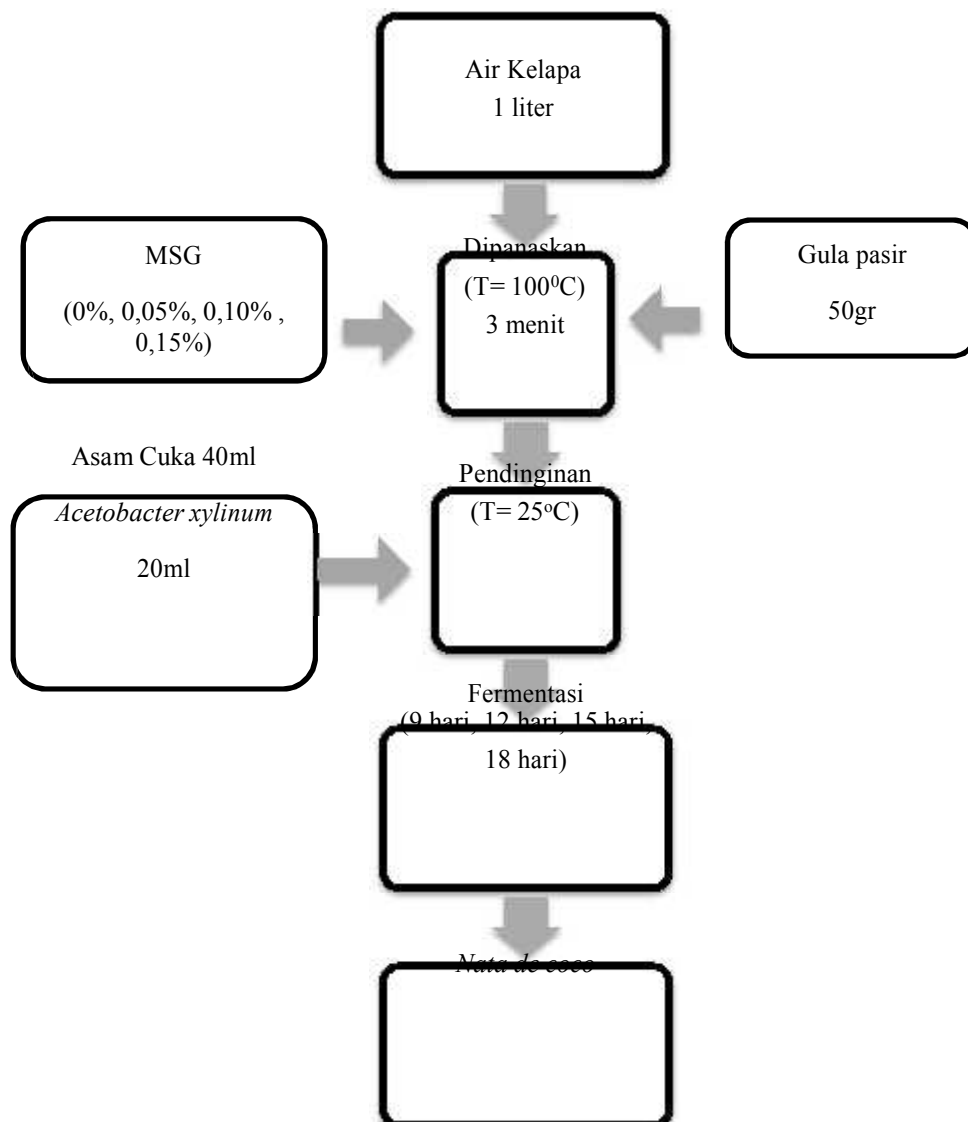 Air Kelapa
1 liter
MSG
(0%, 0,05%, 0,10% ,
0,15%)
Dipanaskan
(T= 100⁰C)
3 menit
Gula pasir
50gr
Asam Cuka 40ml
Acetobacter xylinum
20ml
Pendinginan
(T= 25ᵒC)
Fermentasi
(9 hari, 12 hari, 15 hari,
18 hari)
Nata de coco